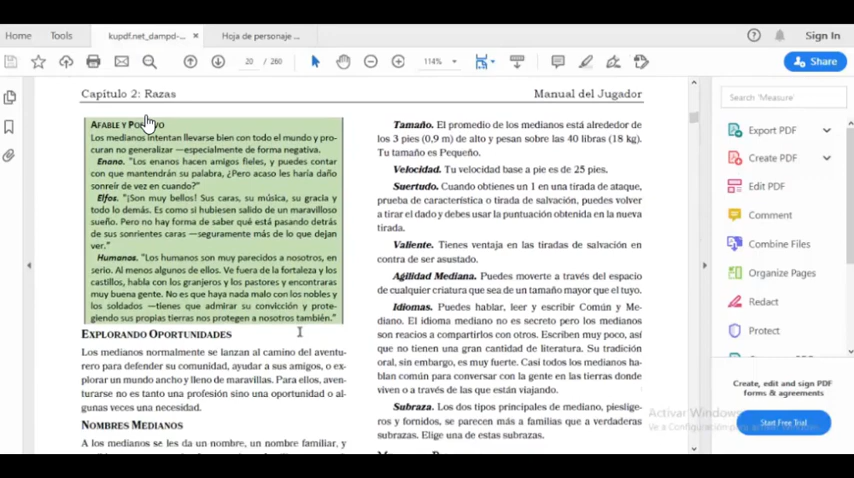 Home Tools kupdf.net_dampd-... × Hoja de personaje ... Sign In
20 / 260 114% Share
Capítulo 2: Razas
Manual del Jugador
AFABLE Y
Los medianos intentan llevarse bien con todo el mundo y pro-
curan no generalizar —especialmente de forma negativa.
Enano. "Los enanos hacen amigos fieles, y puedes contar
con que mantendrán su palabra, ¿Pero acaso les haría daño
sonreír de vez en cuando?"
Elfos. "¡Son muy bellos! Sus caras, su música, su gracia y
todo lo demás. Es como si hubiesen salido de un maravilloso
sueño. Pero no hay forma de saber qué está pasando detrás
de sus sonrientes caras —seguramente más de lo que dejan
ver."
Humanos. "Los humanos son muy parecidos a nosotros, en
serio. Al menos algunos de ellos. Ve fuera de la fortaleza y los
castillos, habla con los granjeros y los pastores y encontraras
muy buena gente. No es que haya nada malo con los nobles y
los soldados —tienes que admirar su convicción y prote-
giendo sus propias tierras nos protegen a nosotros también."
EXPLORANDO OPORTUNIDADES
Los medianos normalmente se lanzan al camino del aventu-
rero para defender su comunidad, ayudar a sus amigos, o ex-
plorar un mundo ancho y lleno de maravillas. Para ellos, aven-
turarse no es tanto una profesión sino una oportunidad o al-
gunas veces una necesidad.
NOMBRES MEDIANOS
A los medianos se les da un nombre, un nombre familiar, y
Tamaño. El promedio de los medianos está alrededor de
los 3 pies (0,9 m) de alto y pesan sobre las 40 libras (18 kg).
Tu tamaño es Pequeño.
Velocidad. Tu velocidad base a pie es de 25 pies.
Suertudo. Cuando obtienes un 1 en una tirada de ataque,
prueba de característica o tirada de salvación, puedes volver
a tirar el dado y debes usar la puntuación obtenida en la nueva
tirada.
Valiente. Tienes ventaja en las tiradas de salvación en
contra de ser asustado.
Agilidad Mediana. Puedes moverte a través del espacio
de cualquier criatura que sea de un tamaño mayor que el tuyo.
Idiomas. Puedes hablar, leer y escribir Común y Me-
diano. El idioma mediano no es secreto pero los medianos
son reacios a compartirlos con otros. Escriben muy poco, así
que no tienen una gran cantidad de literatura. Su tradición
oral, sin embargo, es muy fuerte. Casi todos los medianos ha-
blan común para conversar con la gente en las tierras donde
viven o a través de las que están viajando.
Subraza. Los dos tipos principales de mediano, pieslige-
ros y fornidos, se parecen más a familias que a verdaderas
subrazas. Elige una de estas subrazas.
Search 'Measure'
Export PDF
Create PDF
Edit PDF
Comment
Combine Files
Organize Pages
Redact
Protect
Create, edit and sign PDF
forms & agreements
Start Free Trial
Activar Windows
Ve a Configuración